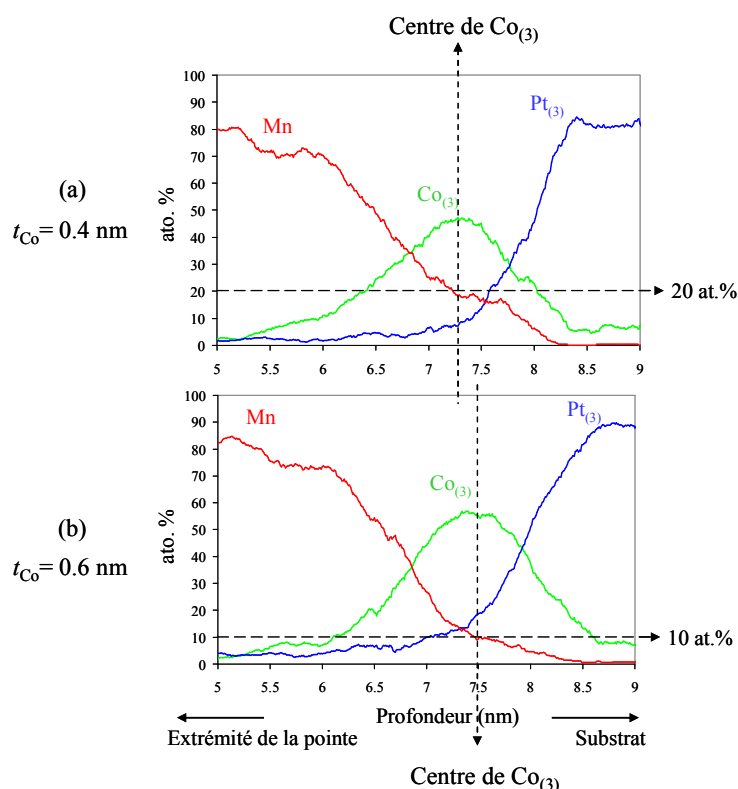 Centre de Co(3)
(a)
tCo= 0.4 nm
ato. %
100
90
80
70
60
50
40
30
20
10
0
Mn
Co(3)
Pt(3)
20 at.%
5 5.5 6 6.5 7 7.5 8 8.5 9
(b)
tCo= 0.6 nm
ato. %
100
90
80
70
60
50
40
30
20
10
0
Mn
Co(3)
Pt(3)
10 at.%
5 5.5 6 6.5 7 7.5 8 8.5 9
Profondeur (nm)
Extrémité de la pointe
Substrat
Centre de Co(3)